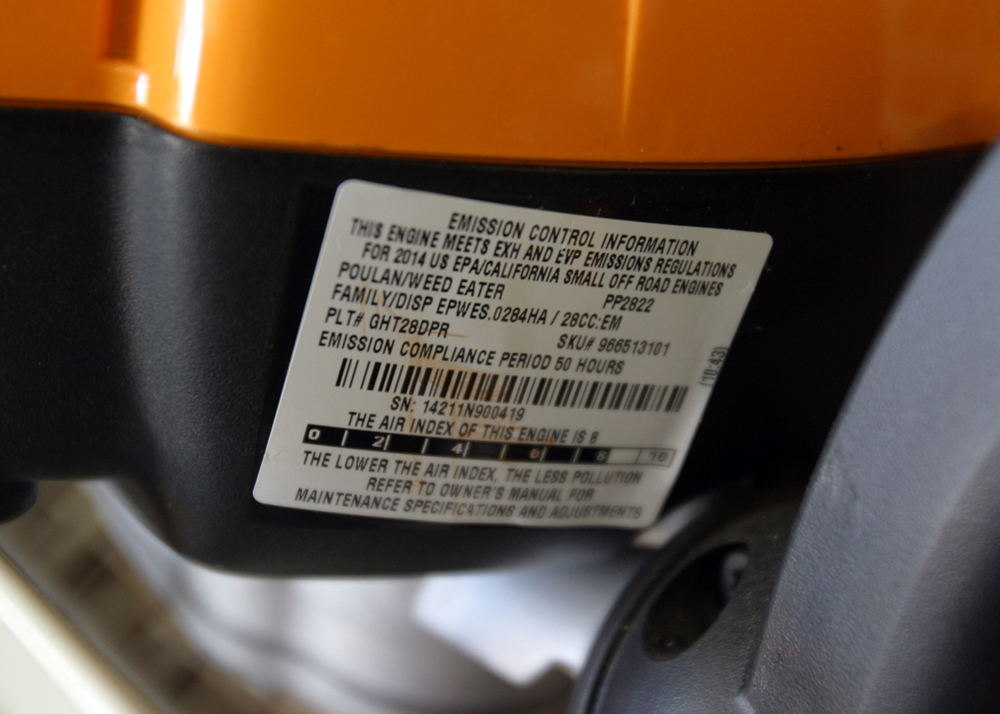 EMISSION CONTROL INFORMATION
THIS ENGINE MEETS EXH AND EVP EMISSIONS REGULATIONS
FOR 2014 US EPA/CALIFORNIA SMALL OFF ROAD ENGINES
POULAN/WEED EATER PP2822
FAMILY/DISP EPWES.0284HA / 28CC:EM
PLT# GHT28DPR SKU# 966513101
EMISSION COMPLIANCE PERIOD 50 HOURS
(10:43)
SN: 14211N900419
THE AIR INDEX OF THIS ENGINE IS 8
0 2 4 6 8 10
THE LOWER THE AIR INDEX, THE LESS POLLUTION
REFER TO OWNER'S MANUAL FOR
MAINTENANCE SPECIFICATIONS AND ADJUSTMENTS